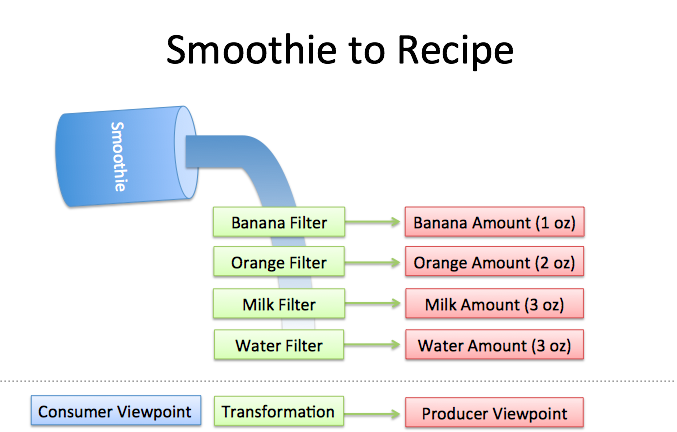 Smoothie to Recipe
Smoothie
Banana Filter
Banana Amount (1 oz)
Orange Filter
Orange Amount (2 oz)
Milk Filter
Milk Amount (3 oz)
Water Filter
Water Amount (3 oz)
Consumer Viewpoint
Transformation
Producer Viewpoint